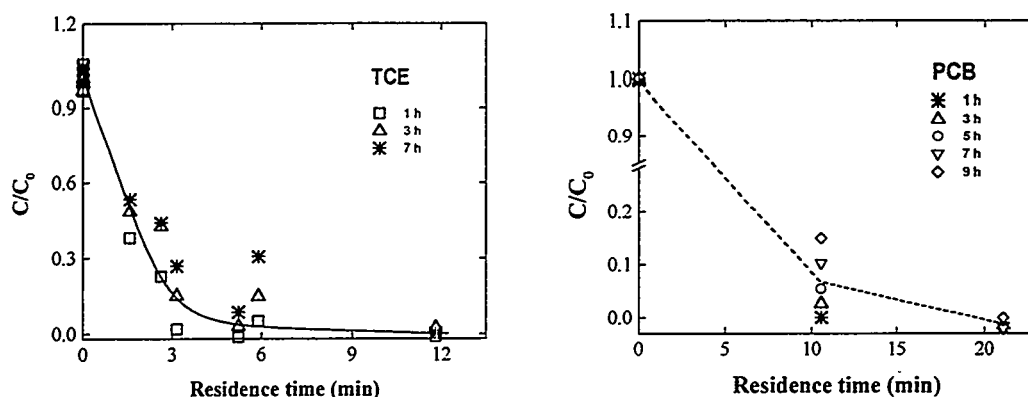 1.2
0.9
0.6
0.3
0.0
C/C0
0
3
6
9
12
Residence time (min)
TCE
1 h
3 h
7 h
1.1
1.0
0.9
0.1
0.0
C/C0
0
5
10
15
20
Residence time (min)
PCB
1 h
3 h
5 h
7 h
9 h